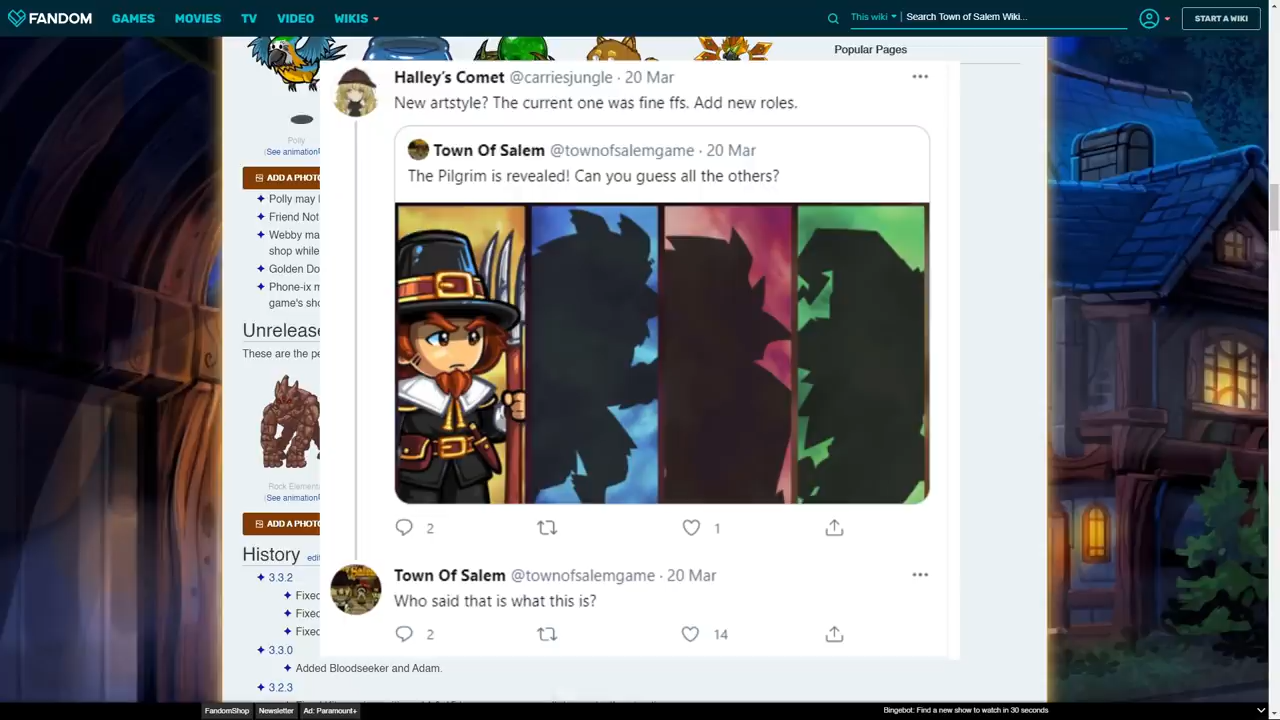 FANDOM
GAMES
MOVIES
TV
VIDEO
WIKIS
This wiki
Search Town of Salem Wiki...
START A WIKI
Popular Pages
Halley's Comet @carriesjungle · 20 Mar
New artstyle? The current one was fine ffs. Add new roles.
Town Of Salem @townofsalemgame · 20 Mar
The Pilgrim is revealed! Can you guess all the others?
2
1
Town Of Salem @townofsalemgame · 20 Mar
Who said that is what this is?
2
14
Polly
(See animation
ADD A PHOTO
Polly may
Friend Not
Webby ma
shop while
Golden Do
Phone-ix m
game's sho
Unrelease
These are the pe
Rock Elementa
(See animation
ADD A PHOTO
History edi
3.3.2
Fixed
Fixed
Fixed
3.3.0
Added Bloodseeker and Adam.
3.2.3
FandomShop
Newsletter
Ad: Paramount+
Bingebot: Find a new show to watch in 30 seconds